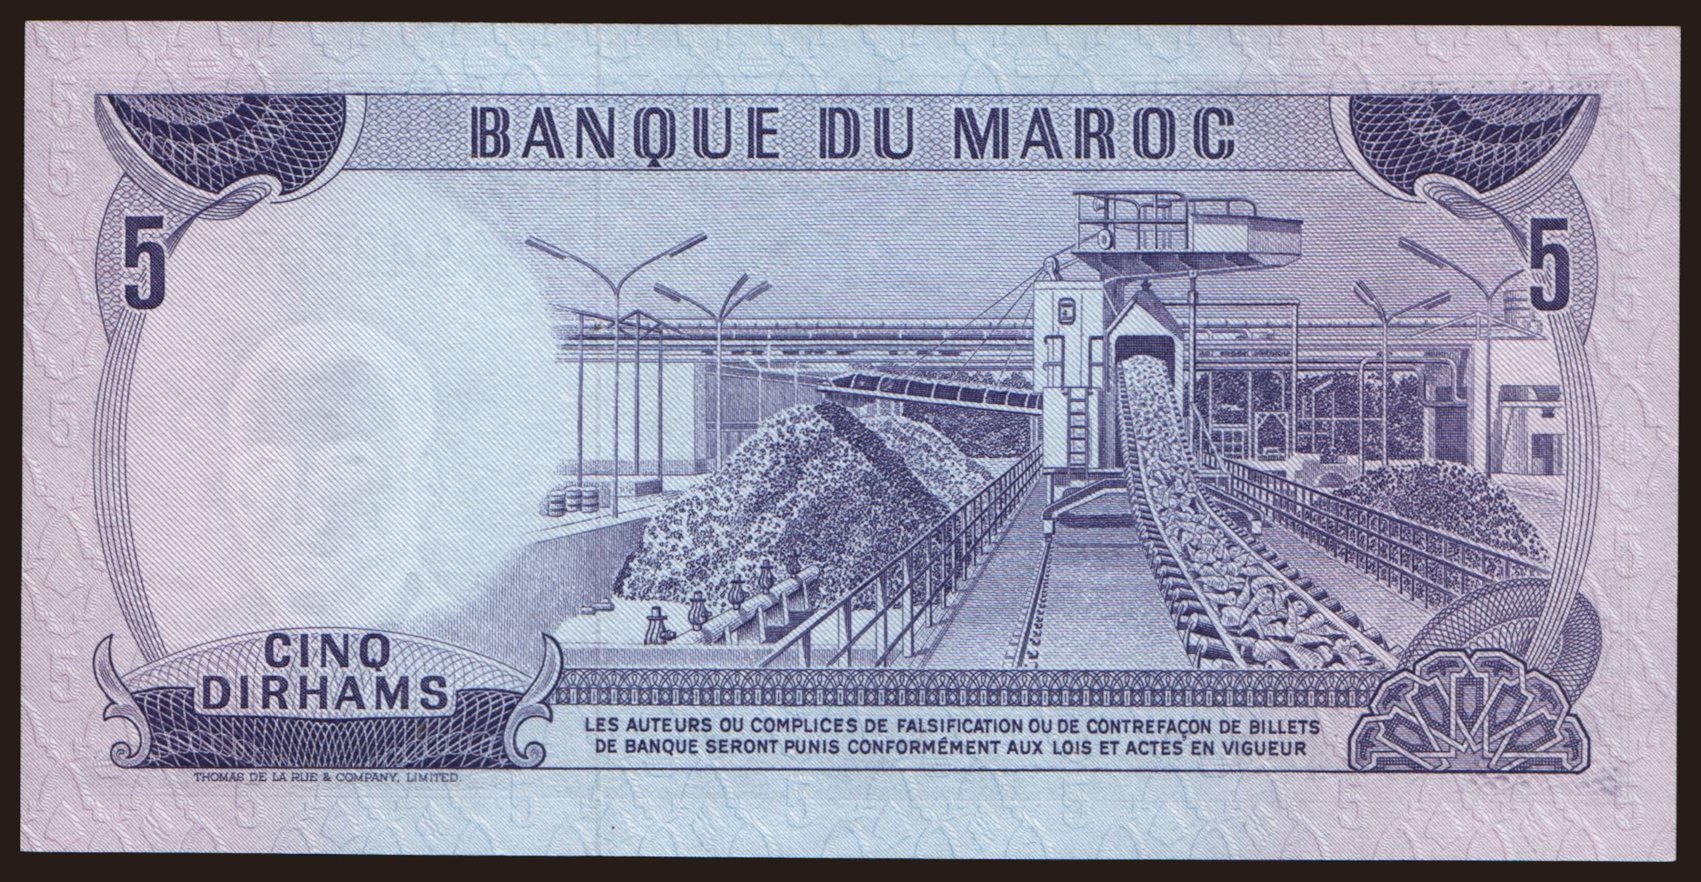 BANQUE DU MAROC
5
5
CINQ
DIRHAMS
LES AUTEURS OU COMPLICES DE FALSIFICATION OU DE CONTREFAÇON DE BILLETS
DE BANQUE SERONT PUNIS CONFORMÉMENT AUX LOIS ET ACTES EN VIGUEUR
THOMAS DE LA RUE & COMPANY, LIMITED.